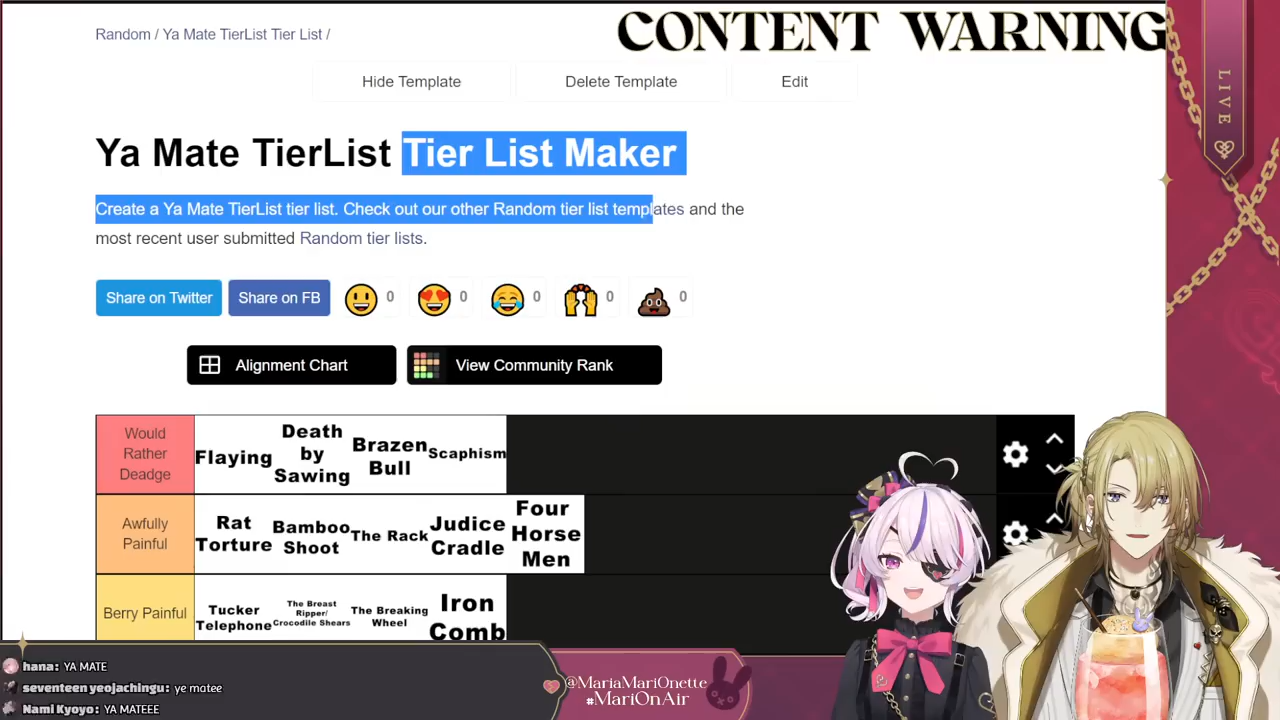 Random / Ya Mate TierList Tier List /
CONTENT WARNING
Hide Template
Delete Template
Edit
LIVE
Ya Mate TierList Tier List Maker
Create a Ya Mate TierList tier list. Check out our other Random tier list templates and the
most recent user submitted Random tier lists.
Share on Twitter
Share on FB
0
0
0
0
0
Alignment Chart
View Community Rank
Would
Rather
Deadge
Flaying
Death
by
Sawing
Brazen
Bull
Scaphism
Awfully
Painful
Rat
Torture
Bamboo
Shoot
The Rack
Judice
Cradle
Four
Horse
Men
Berry Painful
Tucker
Telephone
The Breast
Ripper/
Crocodile Shears
The Breaking
Wheel
Iron
Comb
hana: YA MATE
seventeen yeojachingu: ye matee
Nami Kyoyo: YA MATEEE
@MariaMariOnette
#MariOnAir